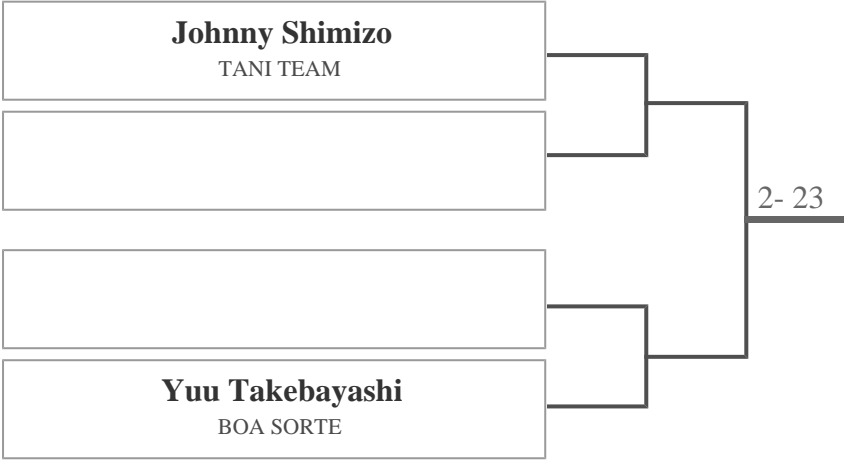 Johnny Shimizo
TANI TEAM
2- 23
Yuu Takebayashi
BOA SORTE